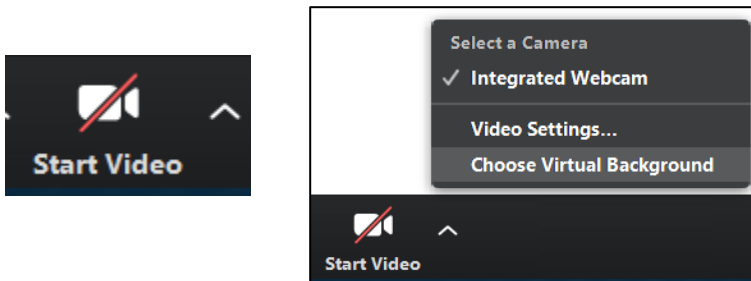 Start Video
Select a Camera
Integrated Webcam
Video Settings...
Choose Virtual Background
Start Video